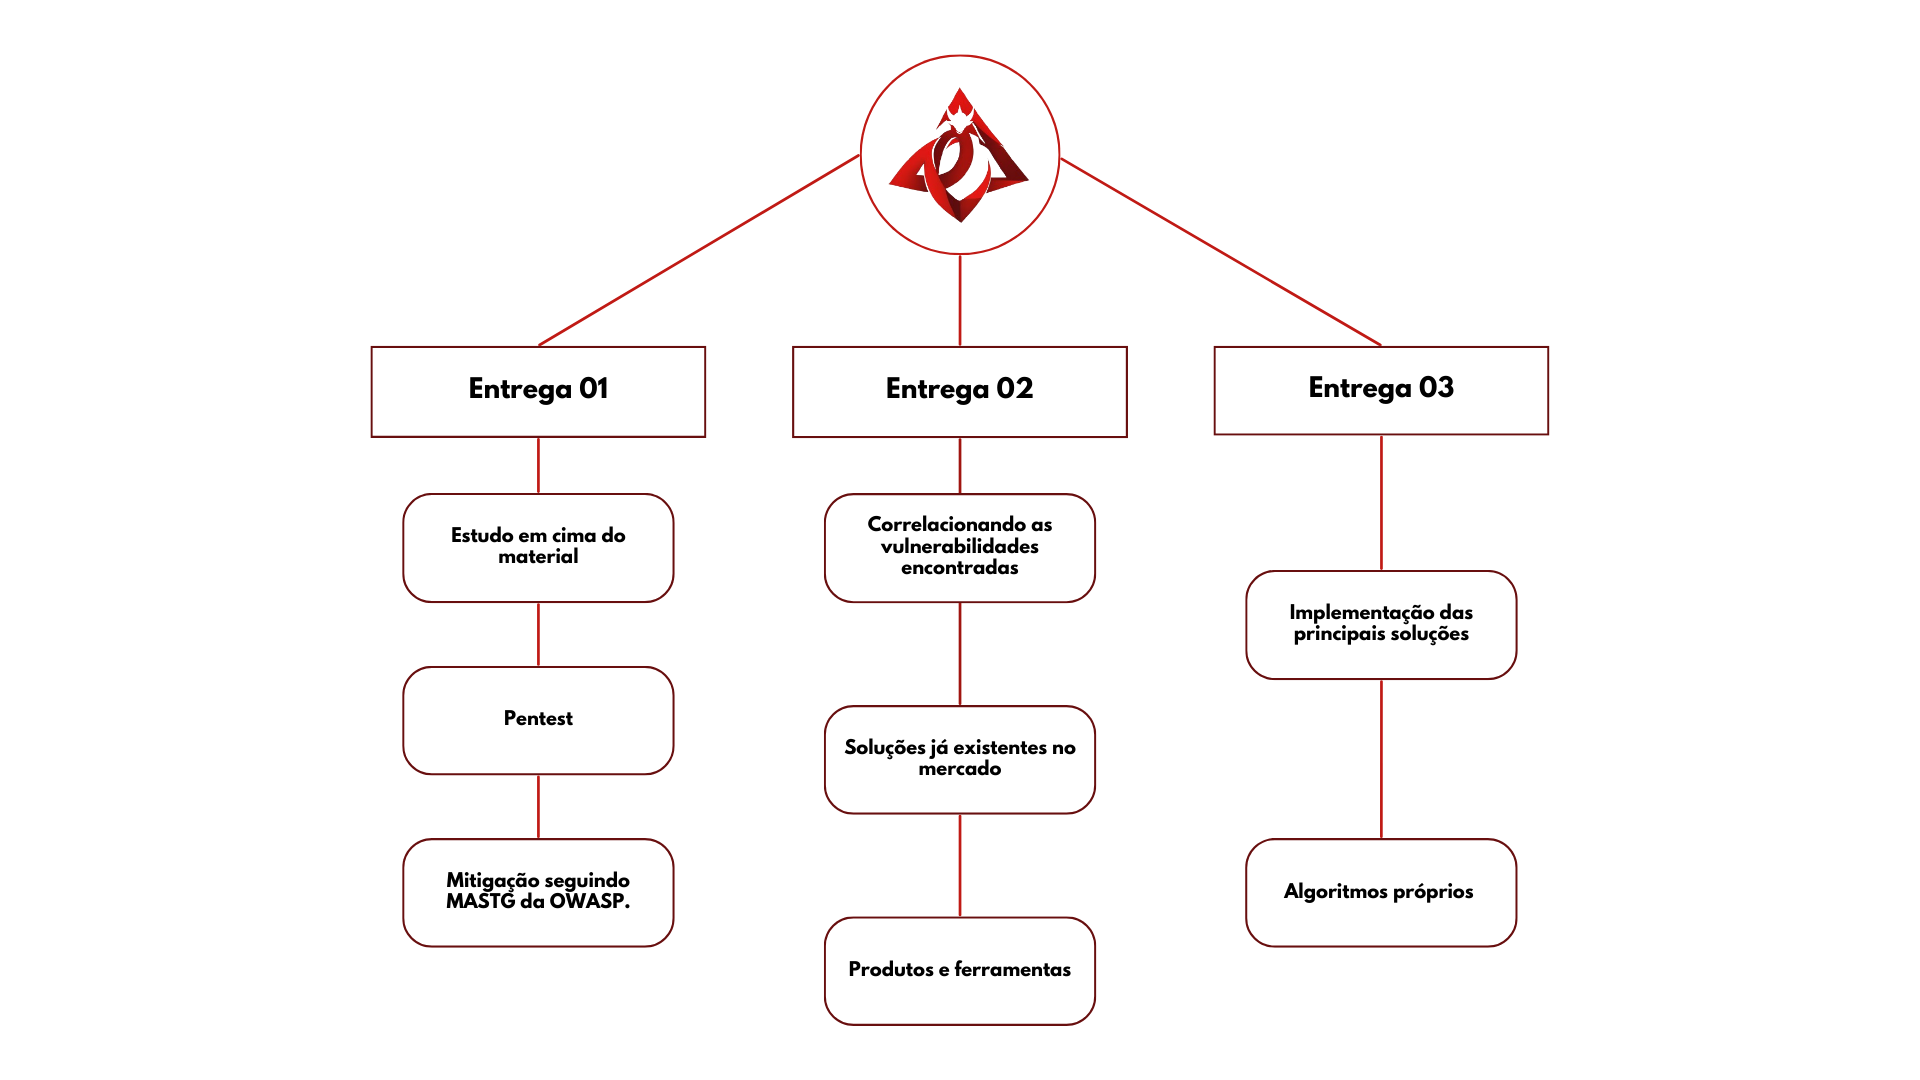 Entrega 01
Estudo em cima do
material
Pentest
Mitigação seguindo
MASTG da OWASP.
Entrega 02
Correlacionando as
vulnerabilidades
encontradas
Soluções já existentes no
mercado
Produtos e ferramentas
Entrega 03
Implementação das
principais soluções
Algoritmos próprios